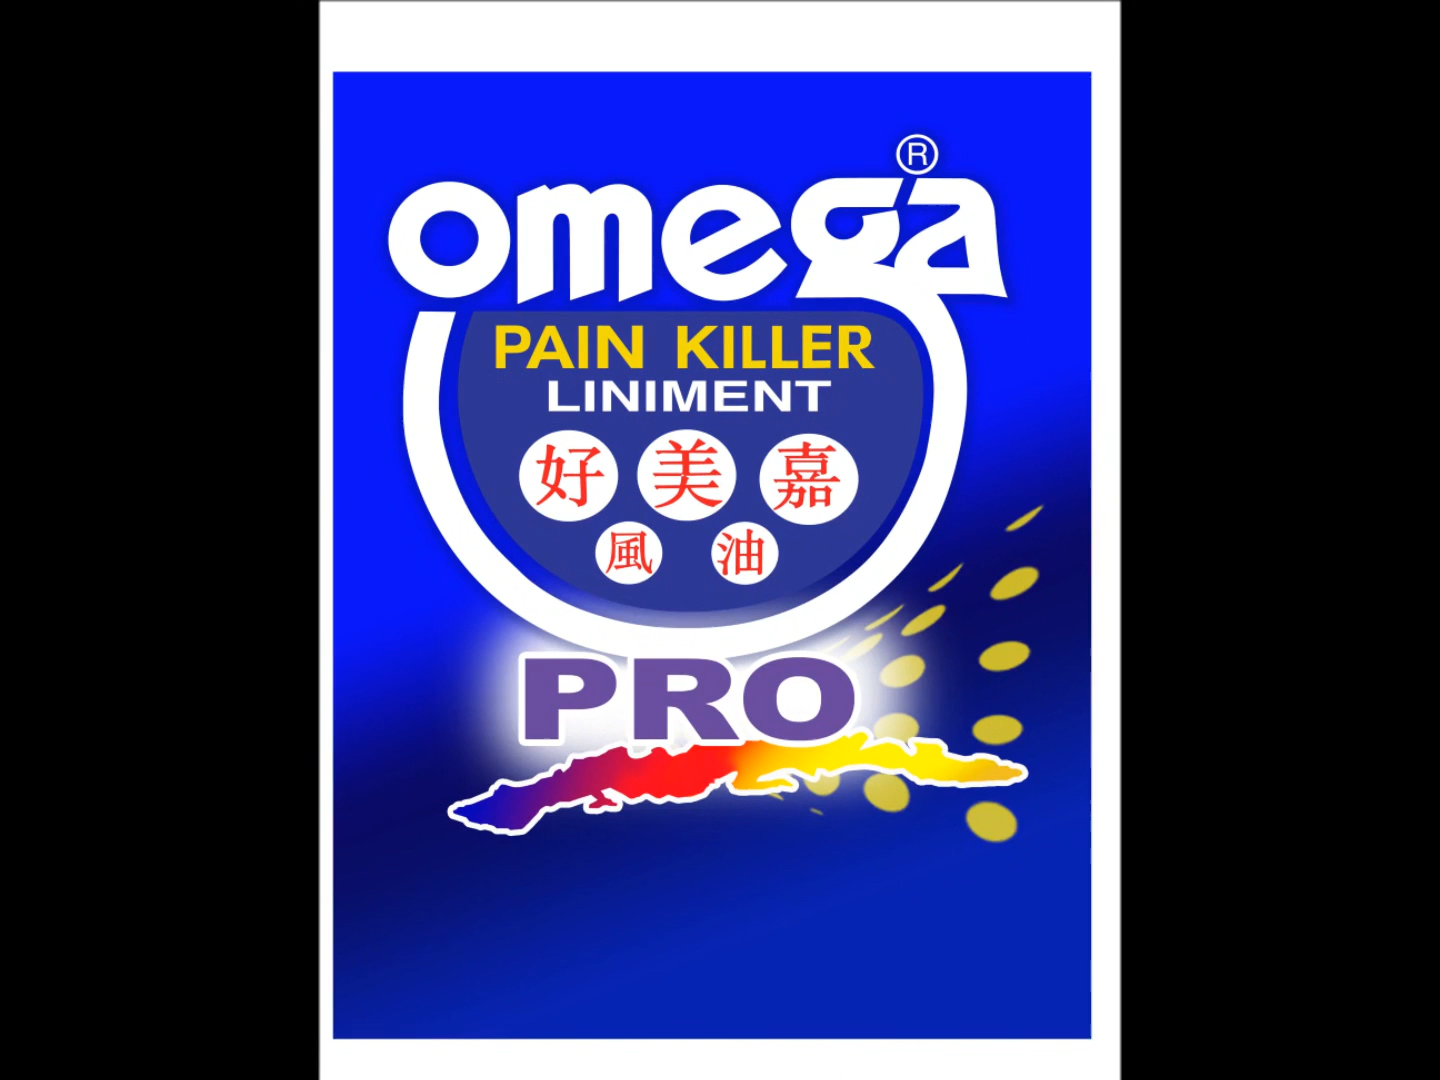 omega®
PAIN KILLER
LINIMENT
好美嘉
風油
PRO